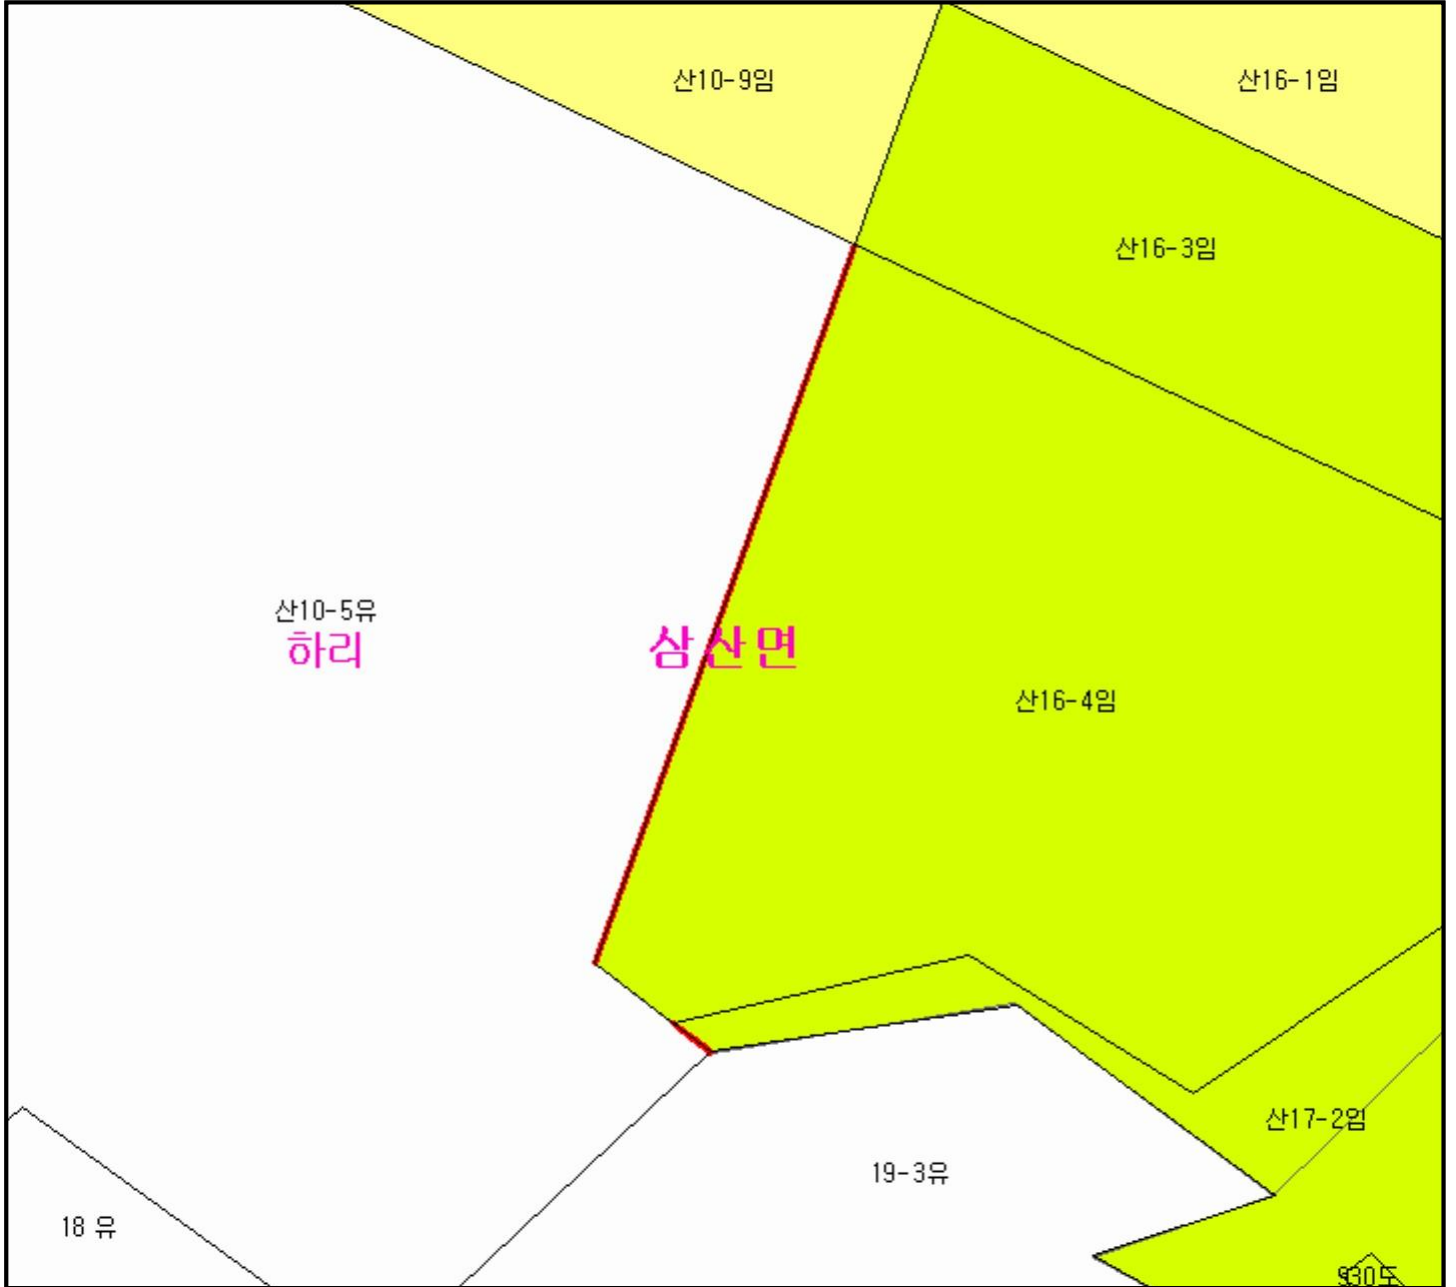 산10-9임
산16-1임
산16-3임
산10-5유
하리
삼산면
산16-4임
산17-2임
19-3유
18 유
930도